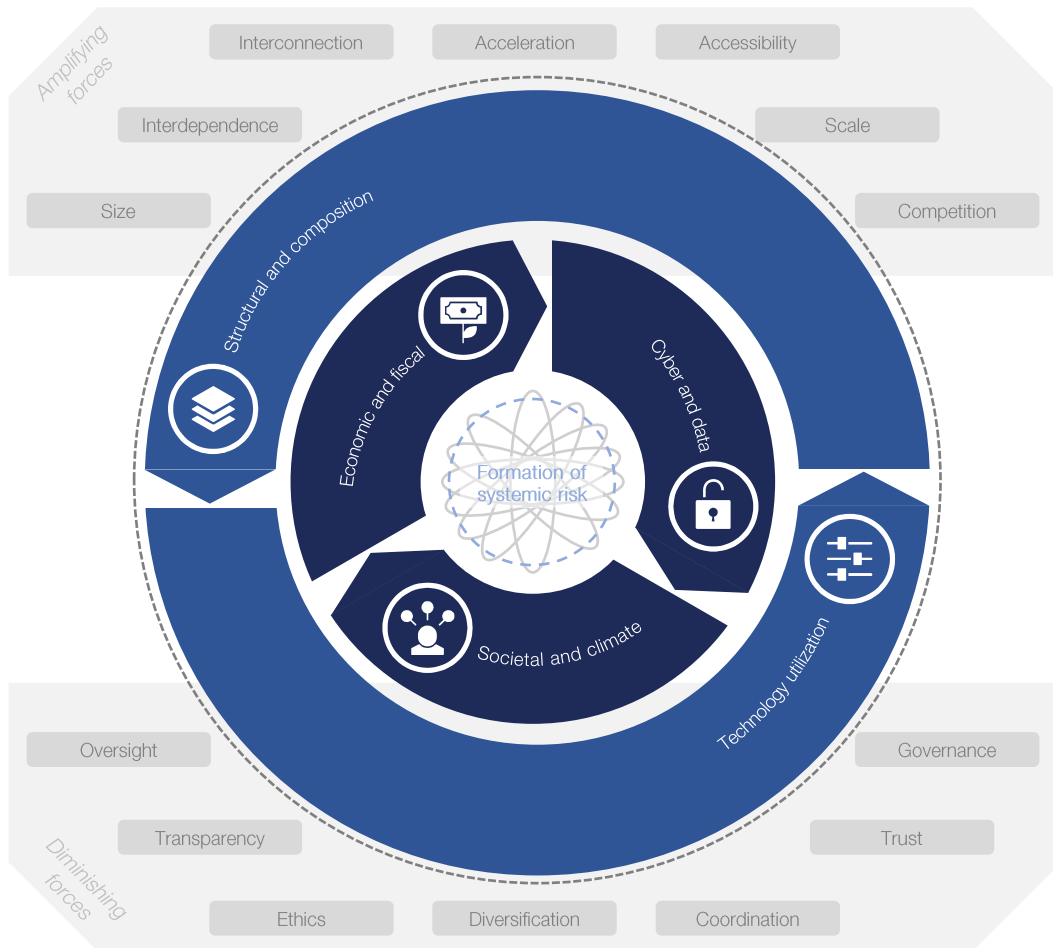 Amplifying
forces
Interconnection
Acceleration
Accessibility
Interdependence
Scale
Size
Competition
Structural and composition
Economic and fiscal
Cyber and data
Formation of
systemic risk
Societal and climate
Technology utilization
Oversight
Governance
Transparency
Trust
Diminishing
forces
Ethics
Diversification
Coordination